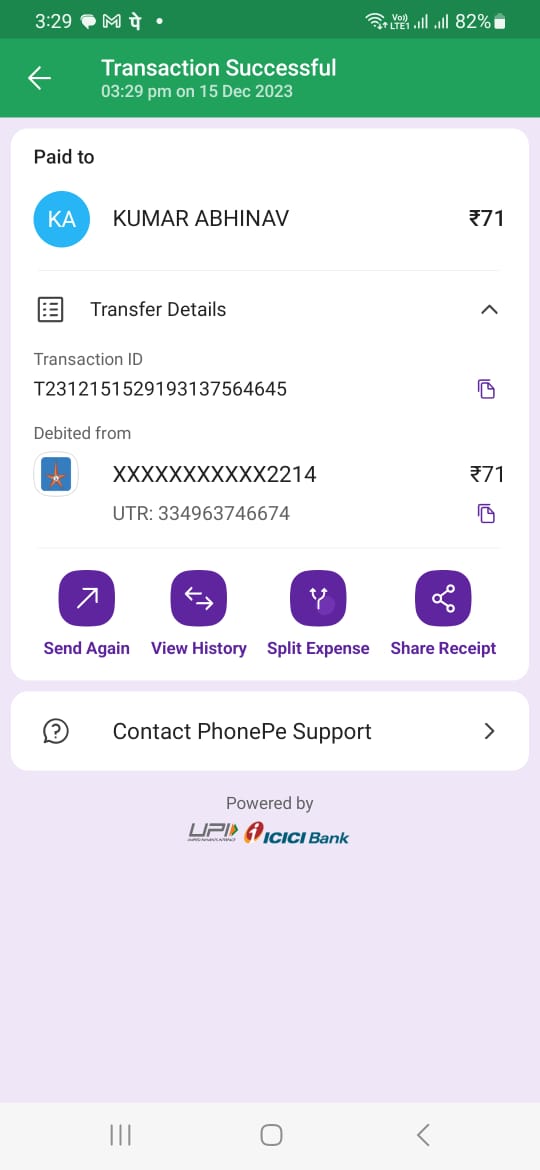 3:29 पे Vo)) LTE1 82%
Transaction Successful
03:29 pm on 15 Dec 2023
Paid to
KA KUMAR ABHINAV ₹71
Transfer Details
Transaction ID
T2312151529193137564645
Debited from
XXXXXXXXXXX2214 ₹71
UTR: 334963746674
Send Again View History Split Expense Share Receipt
Contact PhonePe Support
Powered by
UPI ICICI Bank